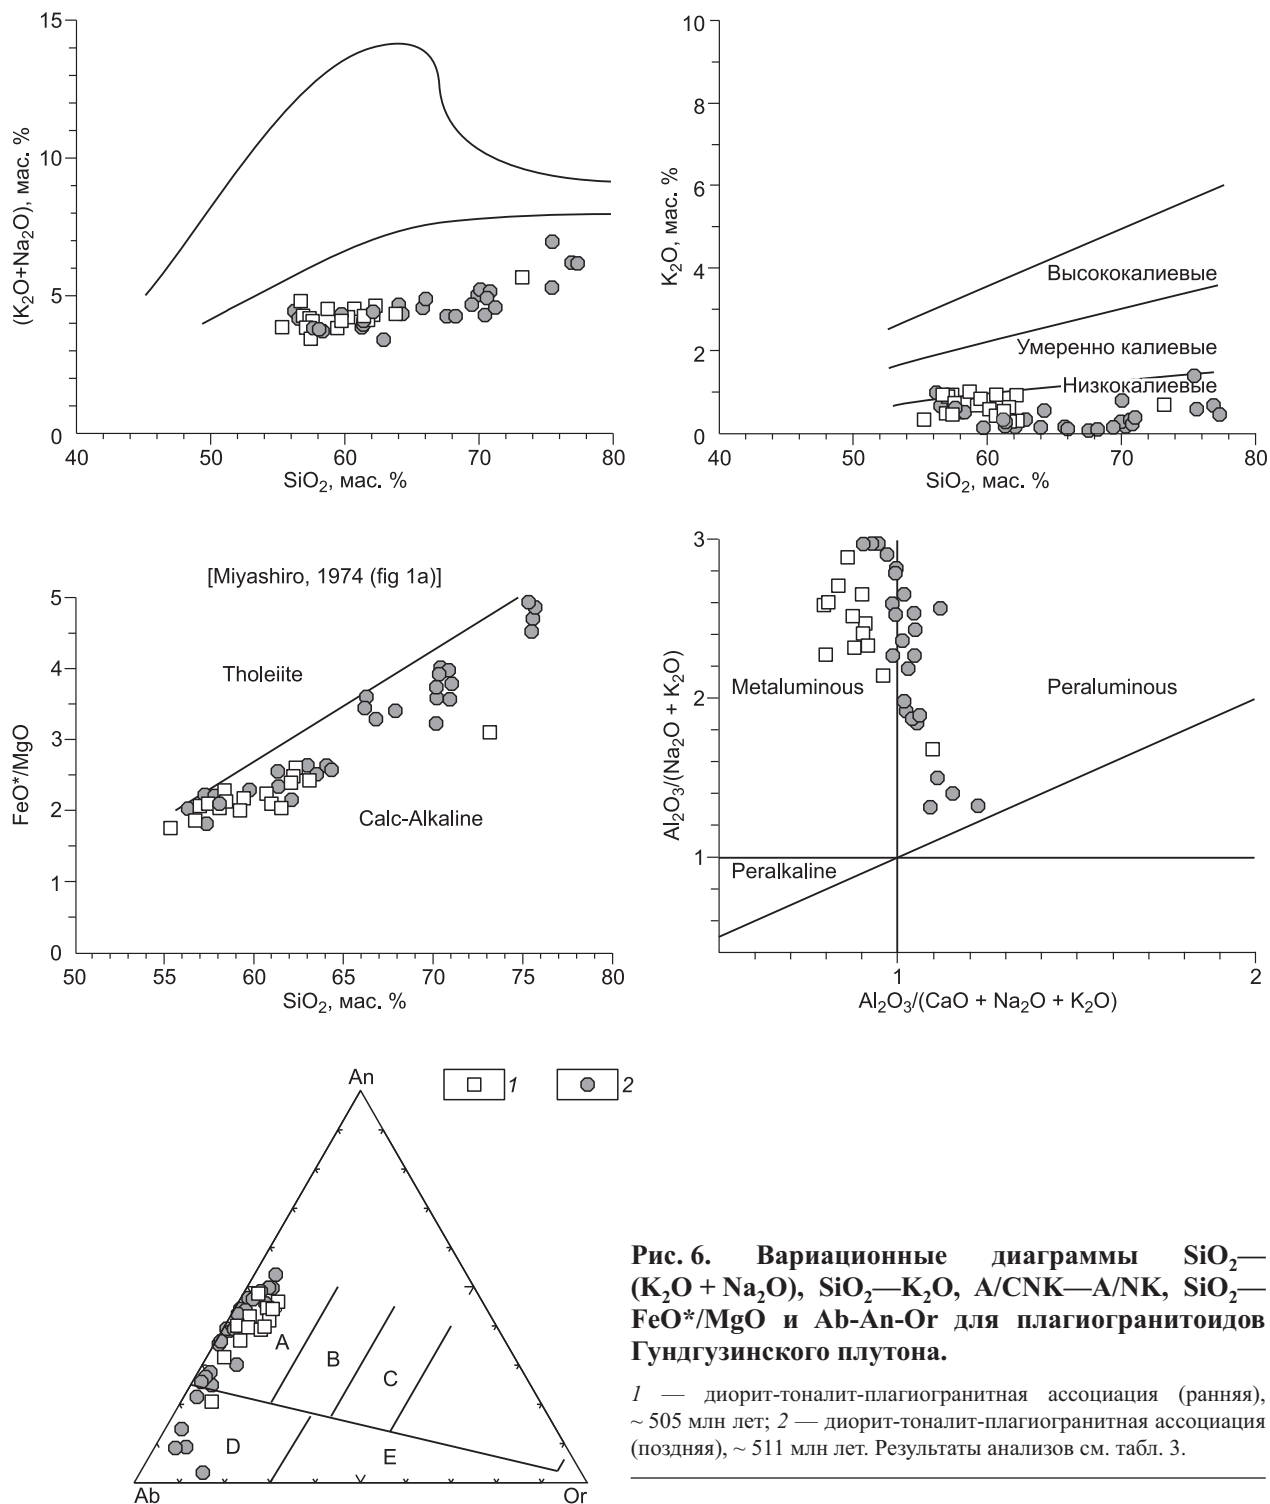 15
10
5
0
(K₂O+Na₂O), мас. %
40 50 60 70 80
SiO₂, мас. %
10
8
6
4
2
0
K₂O, мас. %
Высококалиевые
Умеренно калиевые
Низкокалиевые
40 50 60 70 80
SiO₂, мас. %
[Miyashiro, 1974 (fig 1a)]
5
4
3
2
1
0
FeO*/MgO
Tholeiite
Calc-Alkaline
50 55 60 65 70 75 80
SiO₂, мас. %
3
2
1
Al₂O₃/(Na₂O + K₂O)
Metaluminous
Peraluminous
Peralkaline
1 2
Al₂O₃/(CaO + Na₂O + K₂O)
An
1
2
A
B
C
D
E
Ab
Or
Рис. 6. Вариационные диаграммы SiO₂—
(K₂O + Na₂O), SiO₂—K₂O, A/CNK—A/NK, SiO₂—
FeO*/MgO и Ab-An-Or для плагиогранитоидов
Гундгузинского плутона.
1 — диорит-тоналит-плагиогранитная ассоциация (ранняя),
~ 505 млн лет; 2 — диорит-тоналит-плагиогранитная ассоциация
(поздняя), ~ 511 млн лет. Результаты анализов см. табл. 3.